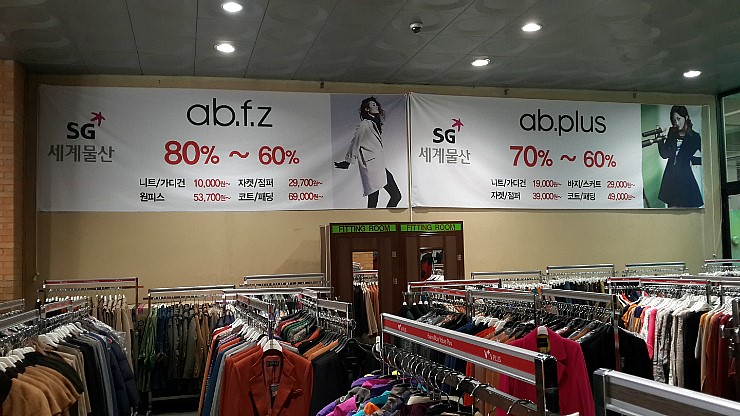 SG
세계물산
ab.f.z
80% ~ 60%
니트/가디건 10,000원~ 자켓/점퍼 29,700원~
원피스 53,700원~ 코트/패딩 69,000원~
SG
세계물산
ab.plus
70% ~ 60%
니트/가디건 19,000원~ 바지/스커트 29,000원~
자켓/점퍼 39,000원~ 코트/패딩 49,000원~
FITTING ROOM
FITTING ROOM
PLUS